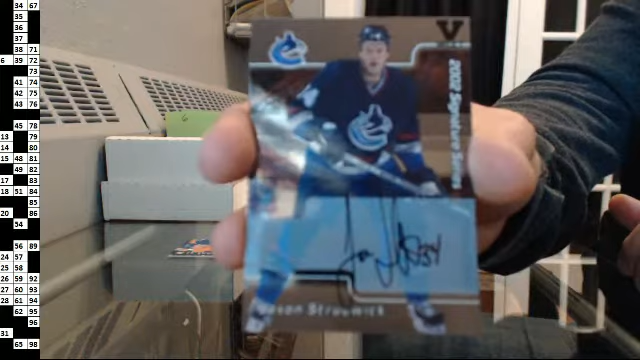 34 67
35
36
37
38 71
6 39 72
73
41 74
42 75
43 76
45 78
13 79
14 80
15 48 81
49 82
17 83
18 51 84
85
20 86
54
56 89
24 57
25 58
26 59 92
27 60 93
28 61 94
62 95
96
31
65 98
V
2002 Signature Series
34
Jason Strudwick